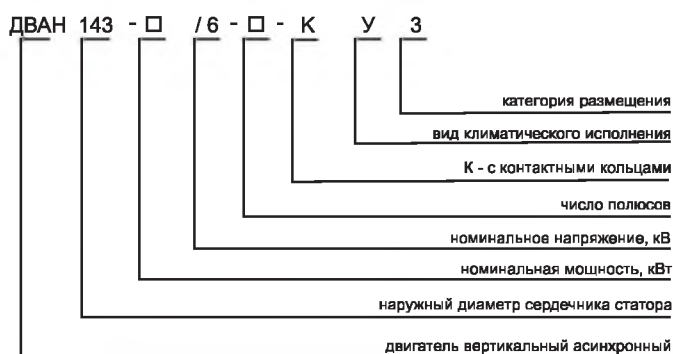 ДВАН 143 - □ / 6 - □ - К У 3
категория размещения
вид климатического исполнения
К - с контактными кольцами
число полюсов
номинальное напряжение, кВ
номинальная мощность, кВт
наружный диаметр сердечника статора
двигатель вертикальный асинхронный